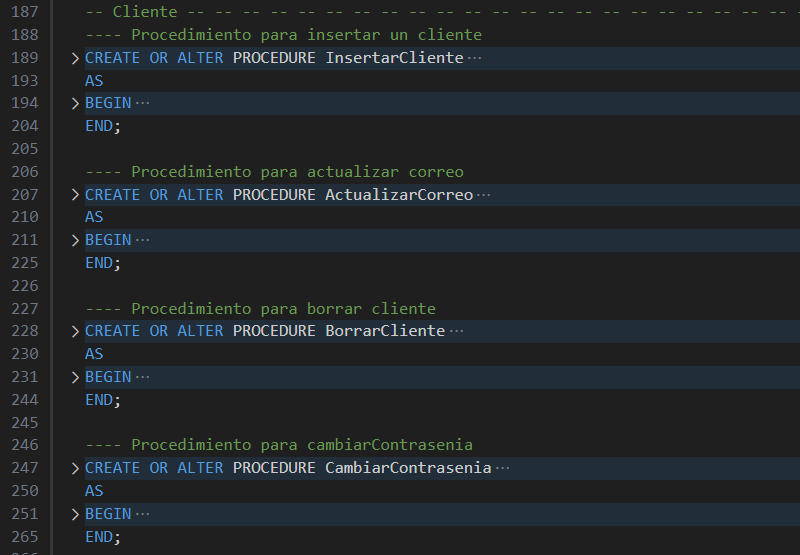 187 -- Cliente -- -- -- -- -- -- -- -- -- -- -- -- -- -- -- -- -- -- -- -- -- -- -
188 ---- Procedimiento para insertar un cliente
189 > CREATE OR ALTER PROCEDURE InsertarCliente ···
193 AS
194 > BEGIN ···
204 END;
205
206 ---- Procedimiento para actualizar correo
207 > CREATE OR ALTER PROCEDURE ActualizarCorreo ···
210 AS
211 > BEGIN ···
225 END;
226
227 ---- Procedimiento para borrar cliente
228 > CREATE OR ALTER PROCEDURE BorrarCliente ···
230 AS
231 > BEGIN ···
244 END;
245
246 ---- Procedimiento para cambiarContrasenia
247 > CREATE OR ALTER PROCEDURE CambiarContrasenia ···
250 AS
251 > BEGIN ···
265 END;